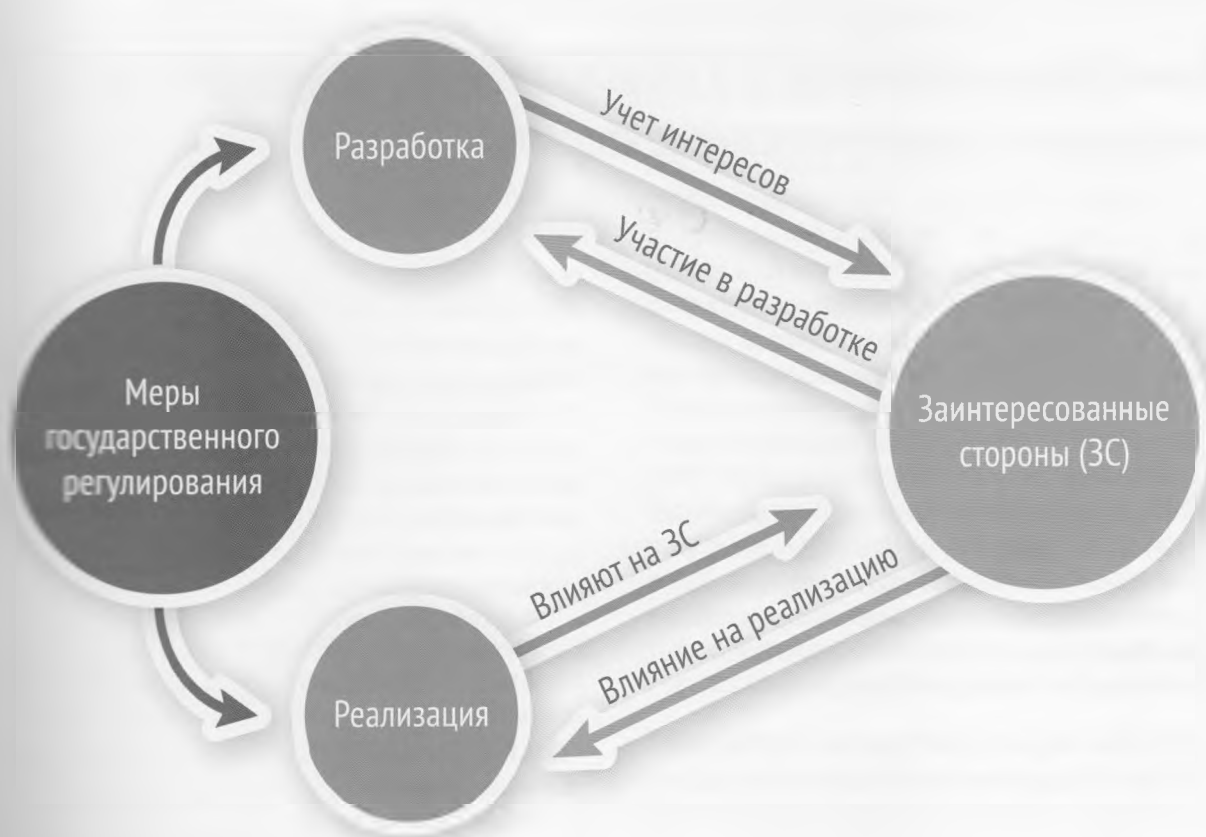 Разработка
Учет интересов
Участие в разработке
Меры
государственного
регулирования
Заинтересованные
стороны (ЗС)
Влияют на ЗС
Влияние на реализацию
Реализация